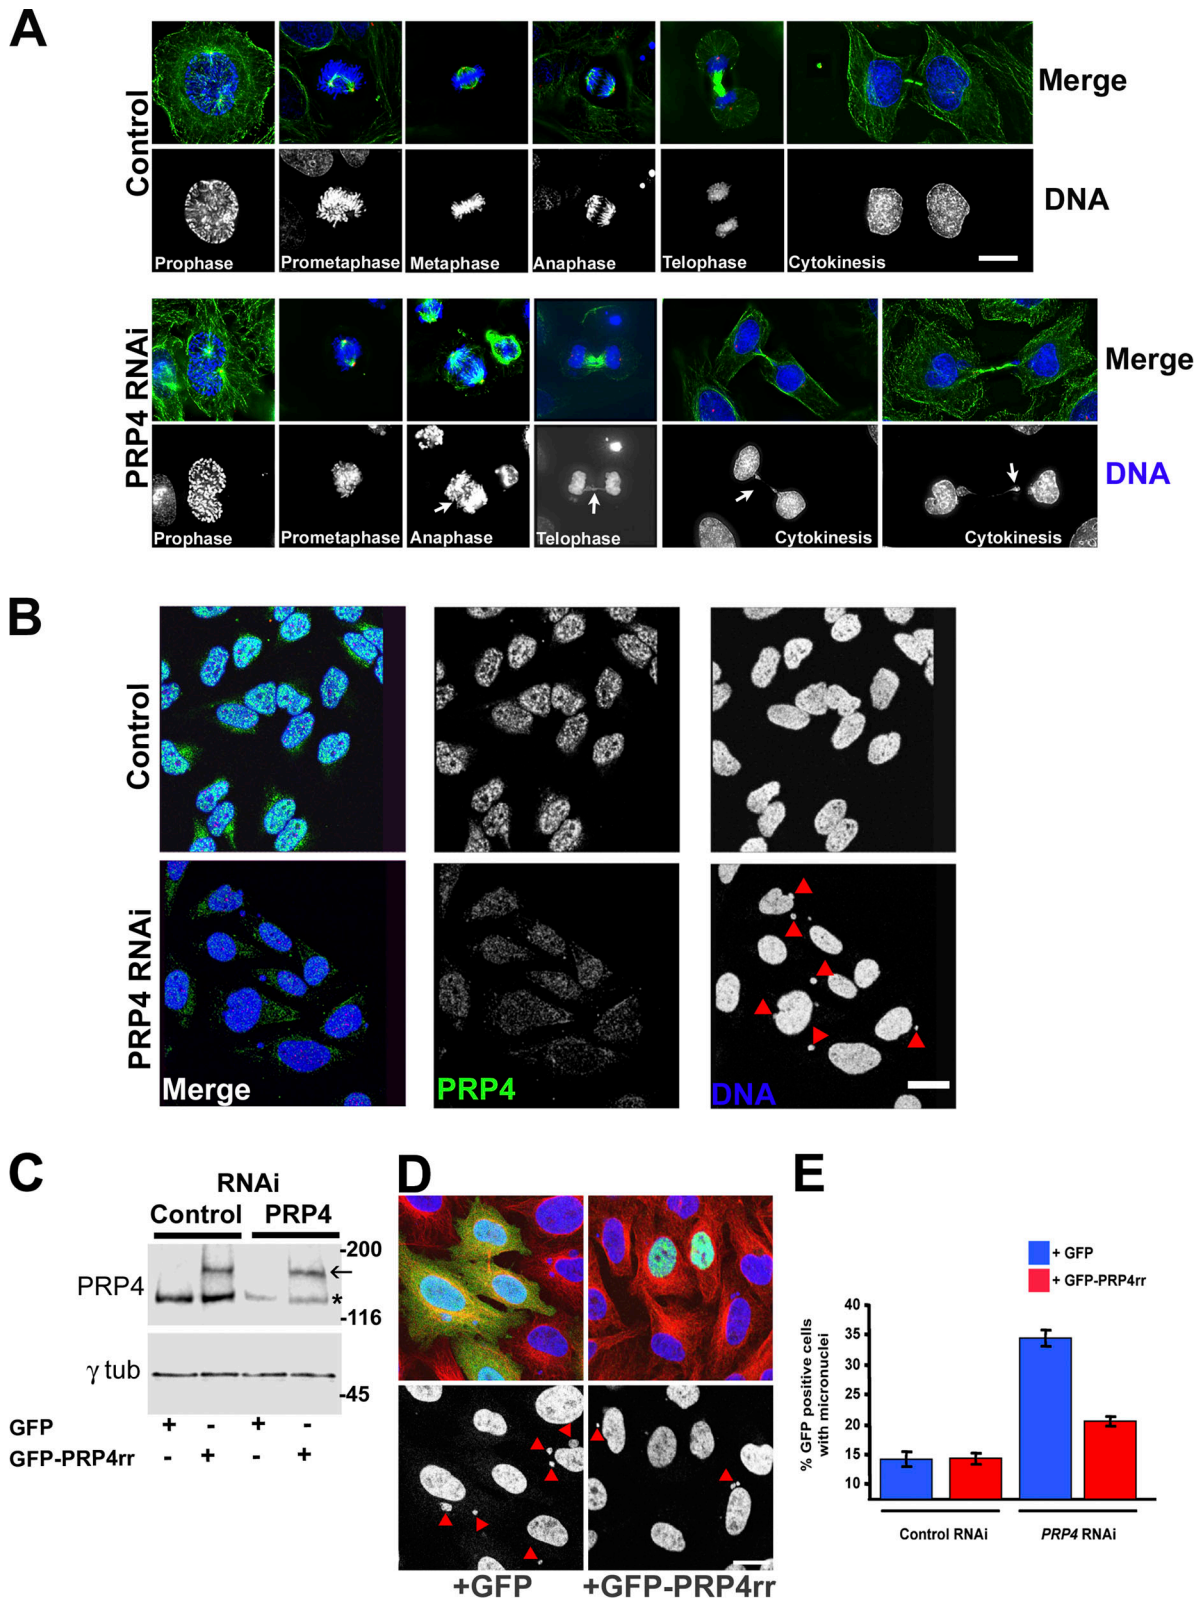 A
Control
Merge
DNA
Prophase
Prometaphase
Metaphase
Anaphase
Telophase
Cytokinesis
PRP4 RNAi
Merge
DNA
Prophase
Prometaphase
Anaphase
Telophase
Cytokinesis
Cytokinesis
B
Control
PRP4 RNAi
Merge
PRP4
DNA
C
RNAi
Control PRP4
PRP4
-200
←
*
-116
γ tub
-45
GFP + - + -
GFP-PRP4rr - + - +
D
+GFP
+GFP-PRP4rr
E
+ GFP
+ GFP-PRP4rr
% GFP positive cells
with micronuclei
40
35
30
25
20
15
10
Control RNAi
PRP4 RNAi